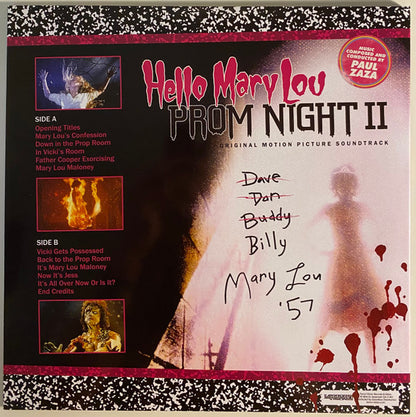 MUSIC
COMPOSED AND
CONDUCTED BY
PAUL
ZAZA
Hello Mary Lou
PROM NIGHT II
ORIGINAL MOTION PICTURE SOUNDTRACK
SIDE A
Opening Titles
Mary Lou's Confession
Down in the Prop Room
In Vicki's Room
Father Cooper Exorcising
Mary Lou Maloney
Dave
Dan
Buddy
Billy
Mary Lou
'57
SIDE B
Vicio Gets Possessed
Back to the Prop Room
It's Mary Lou Maloney
Now It's Jess
It's All Over Now Or Is It?
End Credits